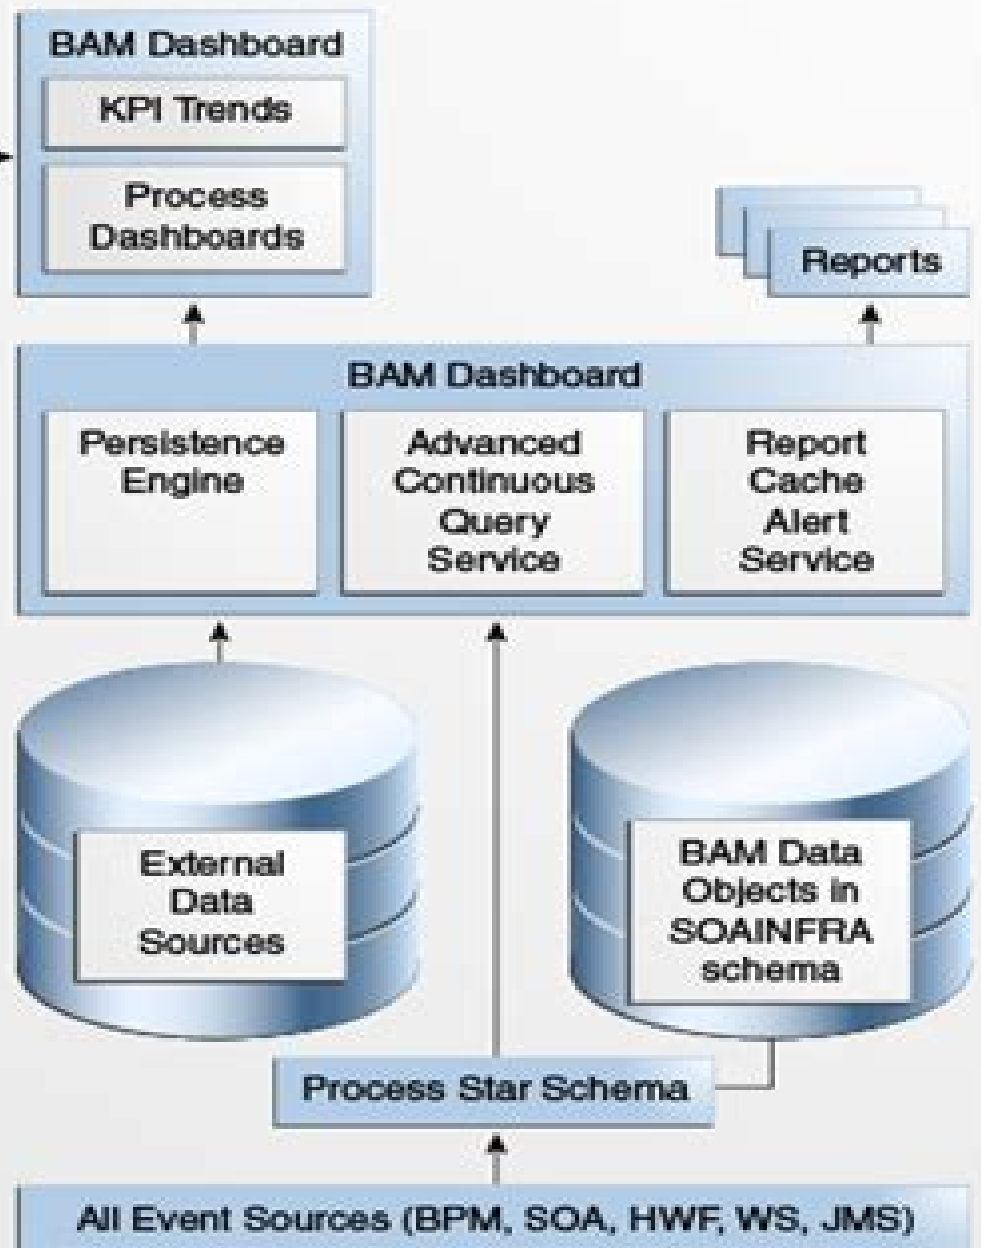 BAM Dashboard
KPI Trends
Process
Dashboards
Reports
BAM Dashboard
Persistence
Engine
Advanced
Continuous
Query
Service
Report
Cache
Alert
Service
External
Data
Sources
BAM Data
Objects in
SOAINFRA
schema
Process Star Schema
All Event Sources (BPM, SOA, HWF, WS, JMS)